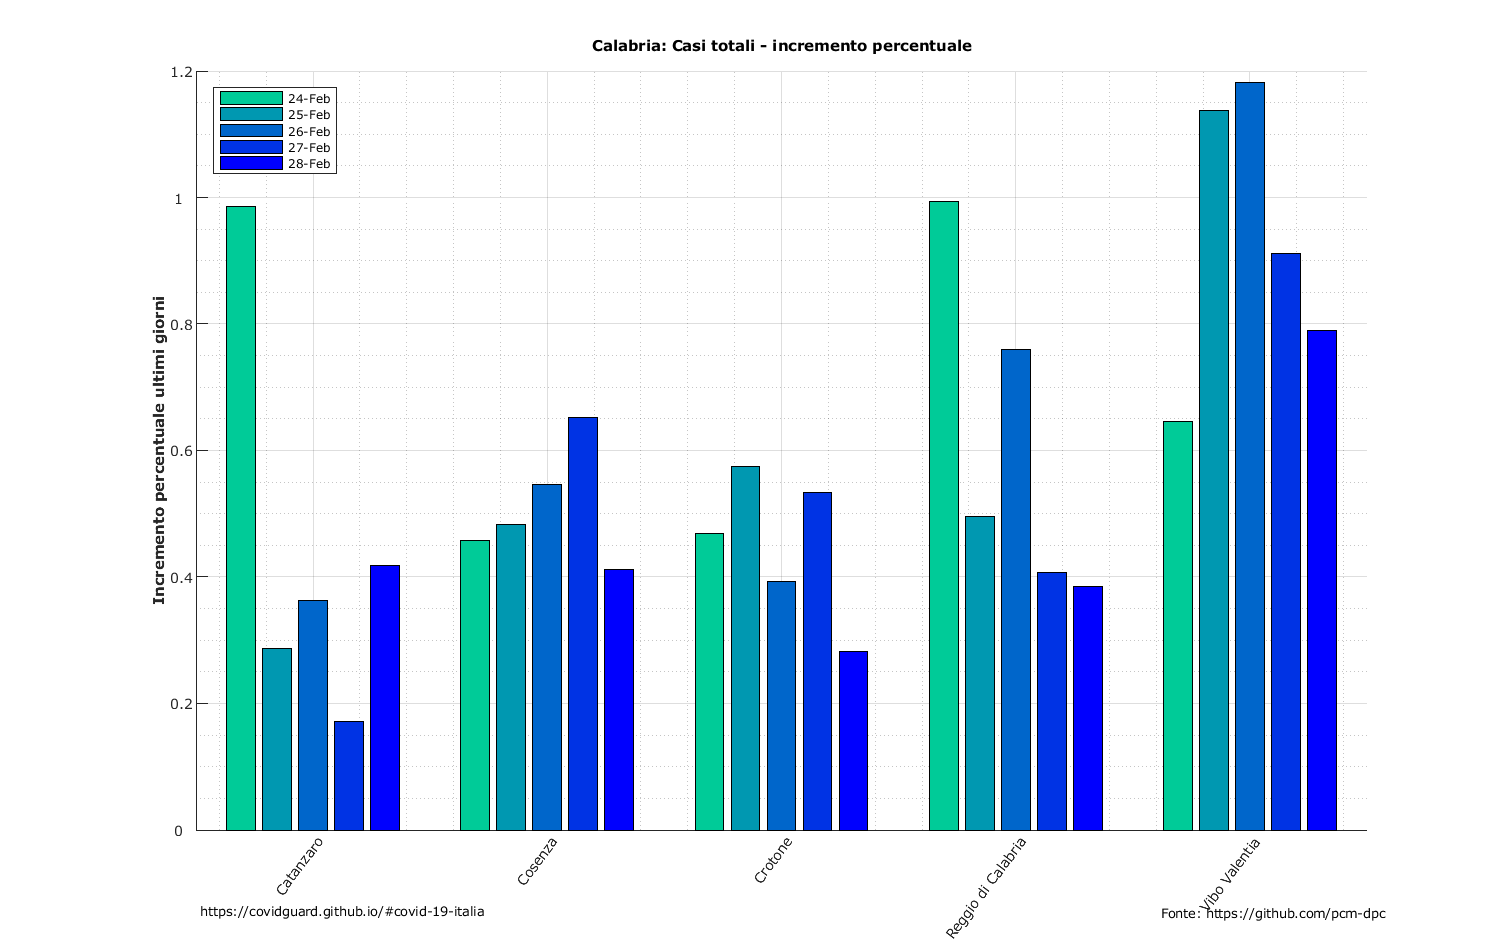 Calabria: Casi totali - incremento percentuale
Incremento percentuale ultimi giorni
1.2
1
0.8
0.6
0.4
0.2
0
24-Feb
25-Feb
26-Feb
27-Feb
28-Feb
Catanzaro
Cosenza
Crotone
Reggio di Calabria
Vibo Valentia
https://covidguard.github.io/#covid-19-italia
Fonte: https://github.com/pcm-dpc